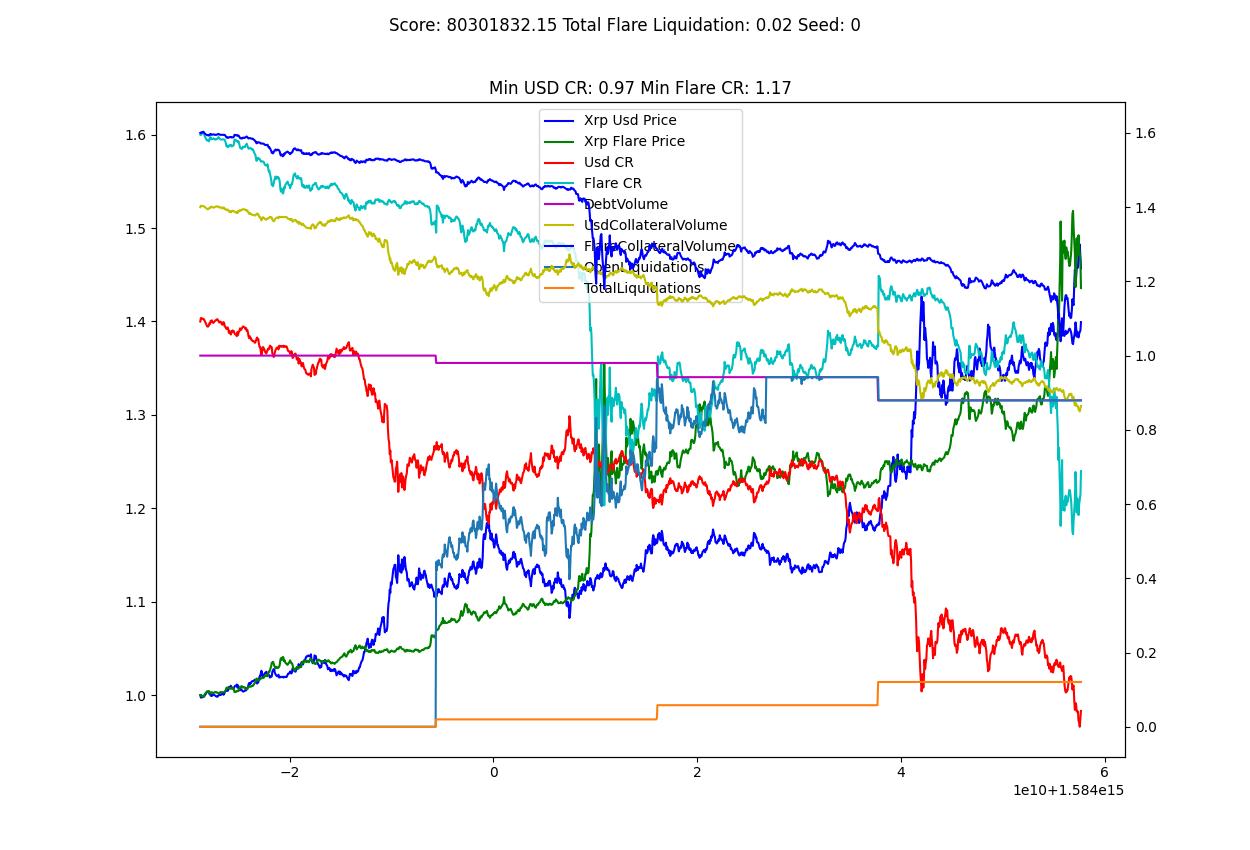 Score: 80301832.15 Total Flare Liquidation: 0.02 Seed: 0
Min USD CR: 0.97 Min Flare CR: 1.17
Xrp Usd Price
Xrp Flare Price
Usd CR
Flare CR
DebtVolume
UsdCollateralVolume
FlareCollateralVolume
OpenLiquidations
TotalLiquidations
1.6
1.5
1.4
1.3
1.2
1.1
1.0
1.6
1.4
1.2
1.0
0.8
0.6
0.4
0.2
0.0
−2
0
2
4
6
1e10+1.584e15